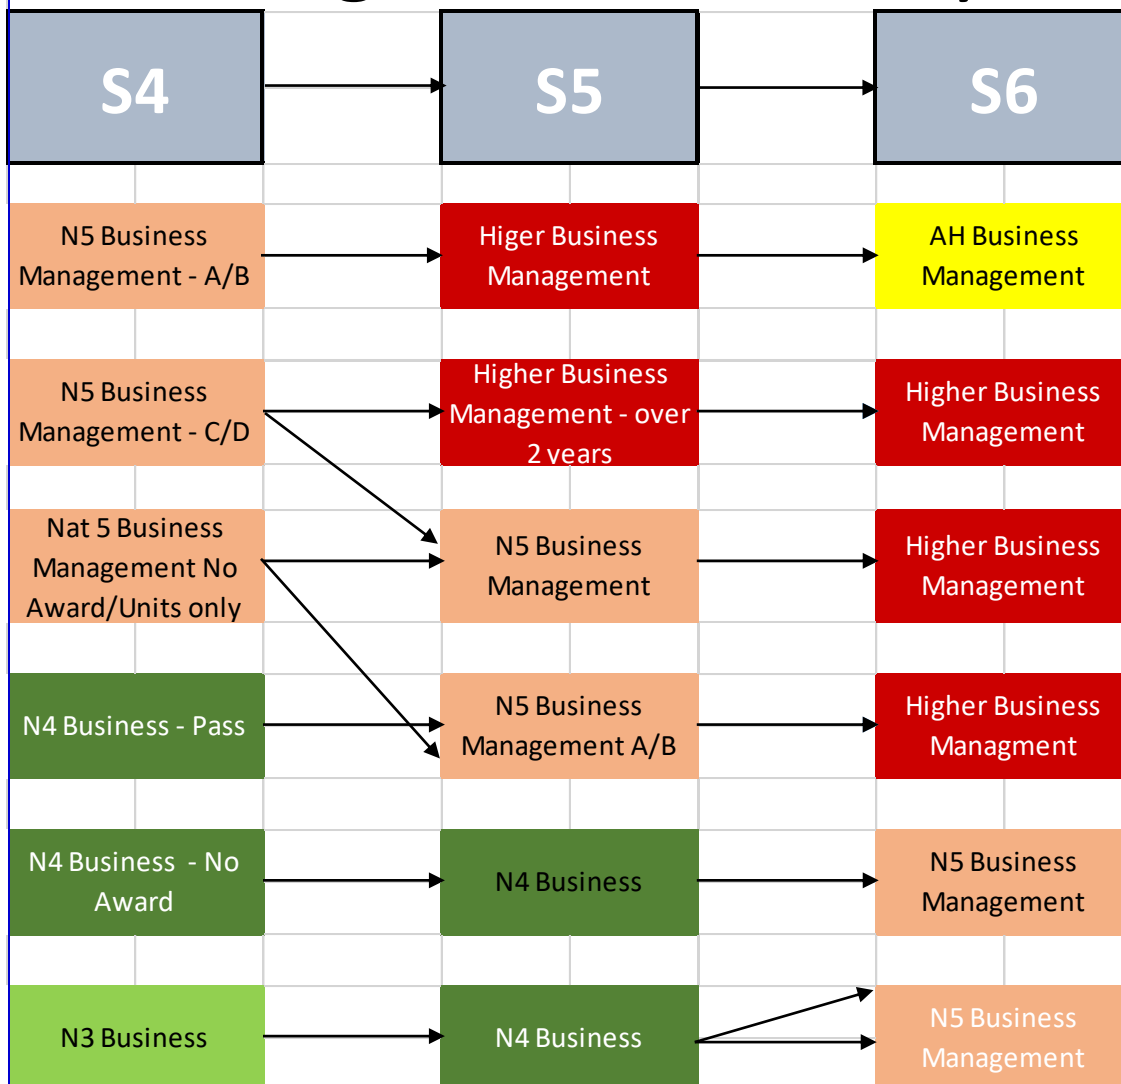 S4
S5
S6
N5 Business
Management - A/B
Higer Business
Management
AH Business
Management
N5 Business
Management - C/D
Higher Business
Management - over
2 years
Higher Business
Management
Nat 5 Business
Management No
Award/Units only
N5 Business
Management
Higher Business
Management
N4 Business - Pass
N5 Business
Management A/B
Higher Business
Managment
N4 Business - No
Award
N4 Business
N5 Business
Management
N3 Business
N4 Business
N5 Business
Management